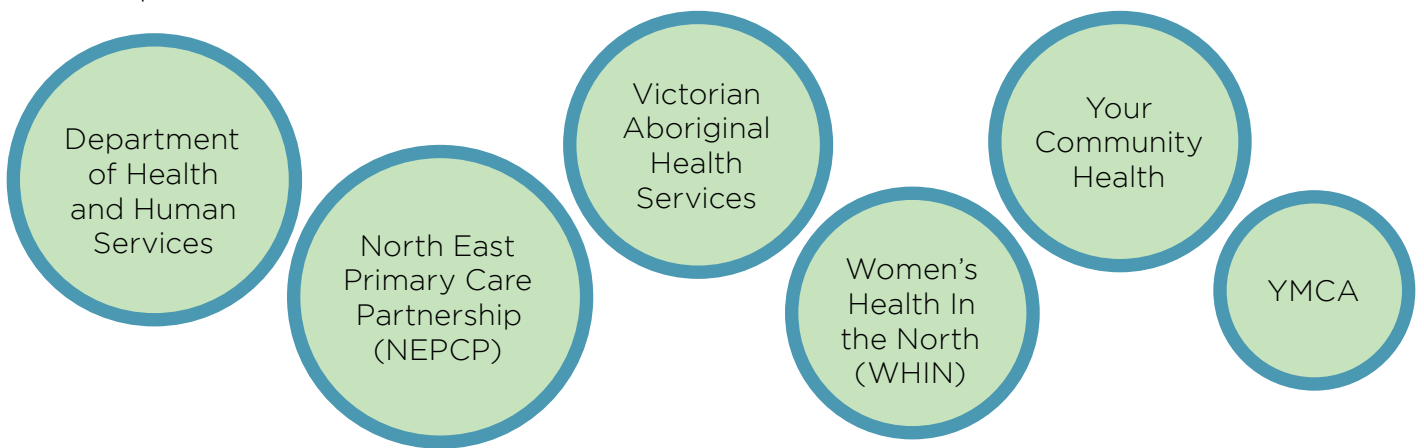 Department
of Health
and Human
Services
North East
Primary Care
Partnership
(NEPCP)
Victorian
Aboriginal
Health
Services
Women’s
Health In
the North
(WHIN)
Your
Community
Health
YMCA